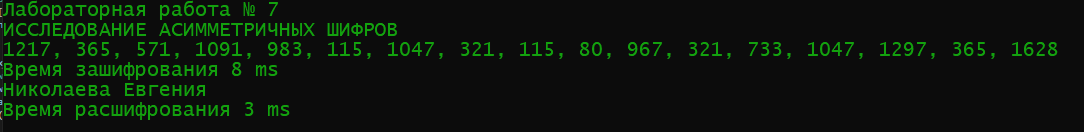 Лабораторная работа № 7
ИССЛЕДОВАНИЕ АСИММЕТРИЧНЫХ ШИФРОВ
1217, 365, 571, 1091, 983, 115, 1047, 321, 115, 80, 967, 321, 733, 1047, 1297, 365, 1628
Время зашифрования 8 ms
Николаева Евгения
Время расшифрования 3 ms